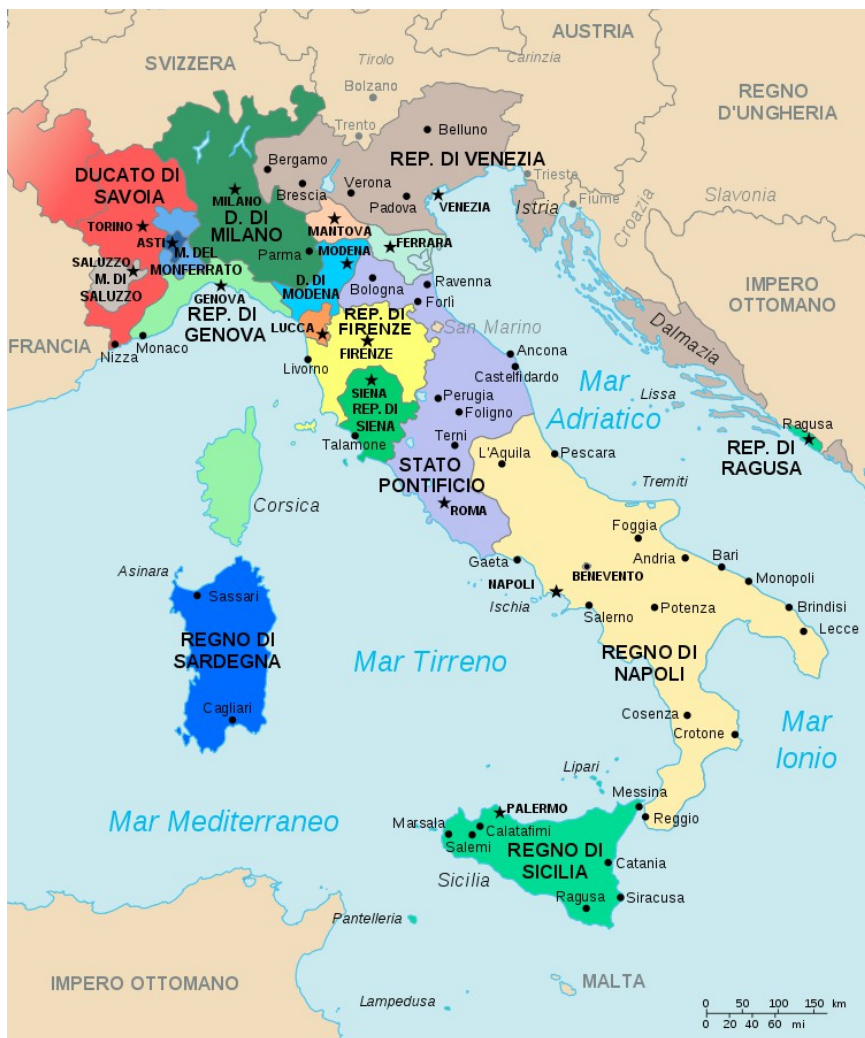 AUSTRIA
SVIZZERA
Tirolo
Carinzia
Bolzano
REGNO
D'UNGHERIA
Trento
Belluno
Bergamo
REP. DI VENEZIA
DUCATO DI
SAVOIA
Brescia
Verona
Padova
VENEZIA
Trieste
Istria
Fiume
Croazia
Slavonia
MILANO
D. DI
MILANO
TORINO
ASTI
M. DEL
MONFERRATO
MANTOVA
MODENA
FERRARA
Parma
SALUZZO
M. DI
SALUZZO
GENOVA
REP. DI
GENOVA
D. DI
MODENA
Bologna
Ravenna
Forlì
IMPERO
OTTOMANO
FRANCIA
Nizza
Monaco
LUCCA
REP. DI
FIRENZE
FIRENZE
San Marino
Dalmazia
Livorno
Ancona
Castelfidardo
SIENA
REP. DI
SIENA
Perugia
Foligno
Mar
Adriatico
Lissa
Talamone
Terni
L'Aquila
Pescara
Ragusa
REP. DI
RAGUSA
STATO
PONTIFICIO
ROMA
Tremiti
Corsica
Foggia
Gaeta
Andria
Bari
Asinara
Sassari
NAPOLI
BENEVENTO
Monopoli
Ischia
Salerno
Potenza
Brindisi
Lecce
REGNO DI
SARDEGNA
Mar Tirreno
REGNO DI
NAPOLI
Cagliari
Cosenza
Crotone
Mar
Ionio
Lipari
Messina
Mar Mediterraneo
PALERMO
Reggio
Marsala
Calatafimi
Salemi
REGNO DI
SICILIA
Catania
Sicilia
Ragusa
Siracusa
Pantelleria
IMPERO OTTOMANO
MALTA
Lampedusa
0 50 100 150 km
0 20 40 60 mi